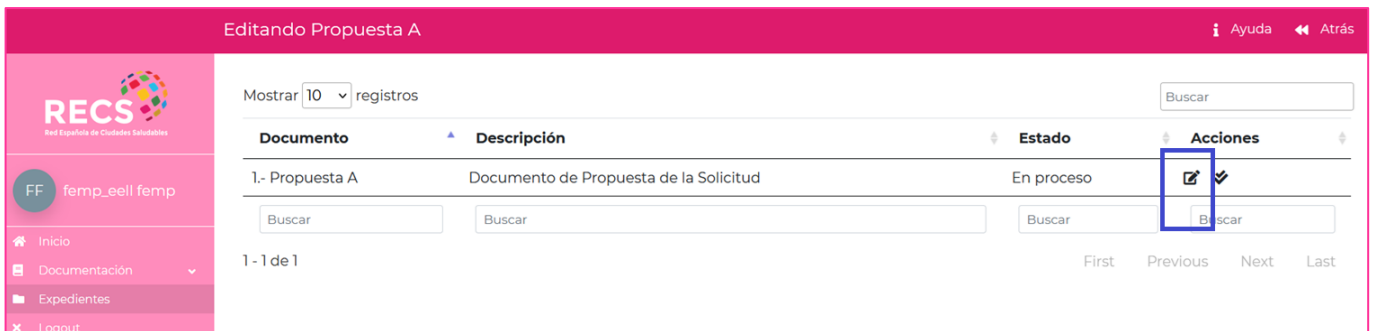 Editando Propuesta A
Ayuda
Atrás
RECS
Red Española de Ciudades Saludables
FF
femp_eell femp
Inicio
Documentación
Expedientes
Logout
Mostrar 10 registros
Buscar
Documento Descripción Estado Acciones
1.- Propuesta A Documento de Propuesta de la Solicitud En proceso
Buscar Buscar Buscar Buscar
1 - 1 de 1
First Previous Next Last